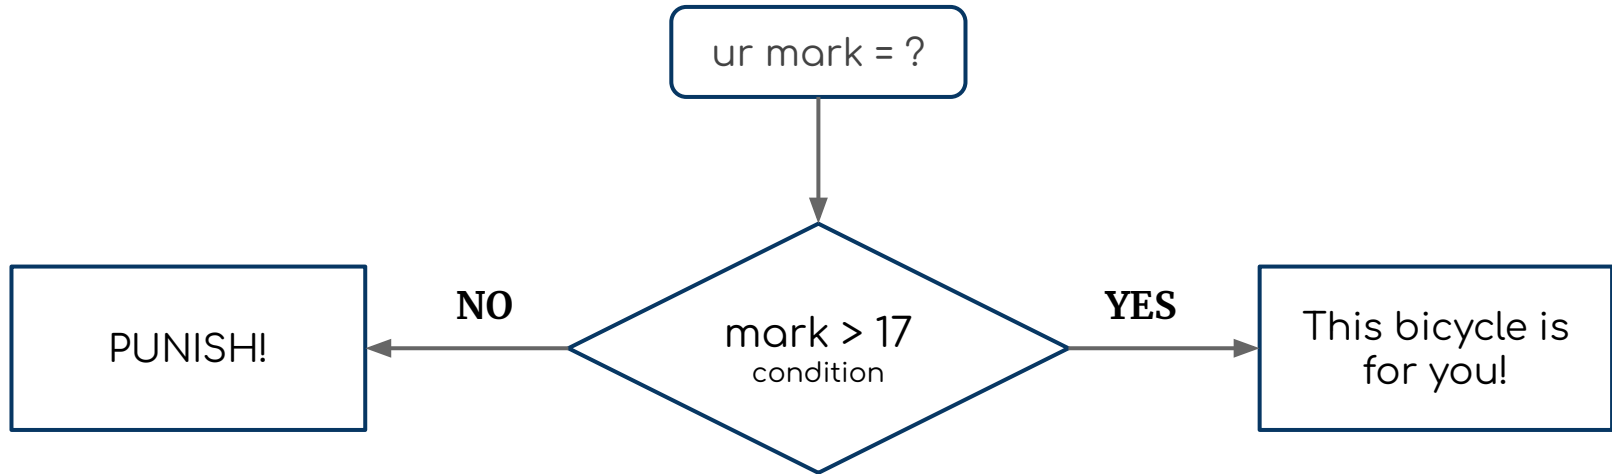 ur mark = ?
NO
YES
PUNISH!
mark > 17
condition
This bicycle is
for you!